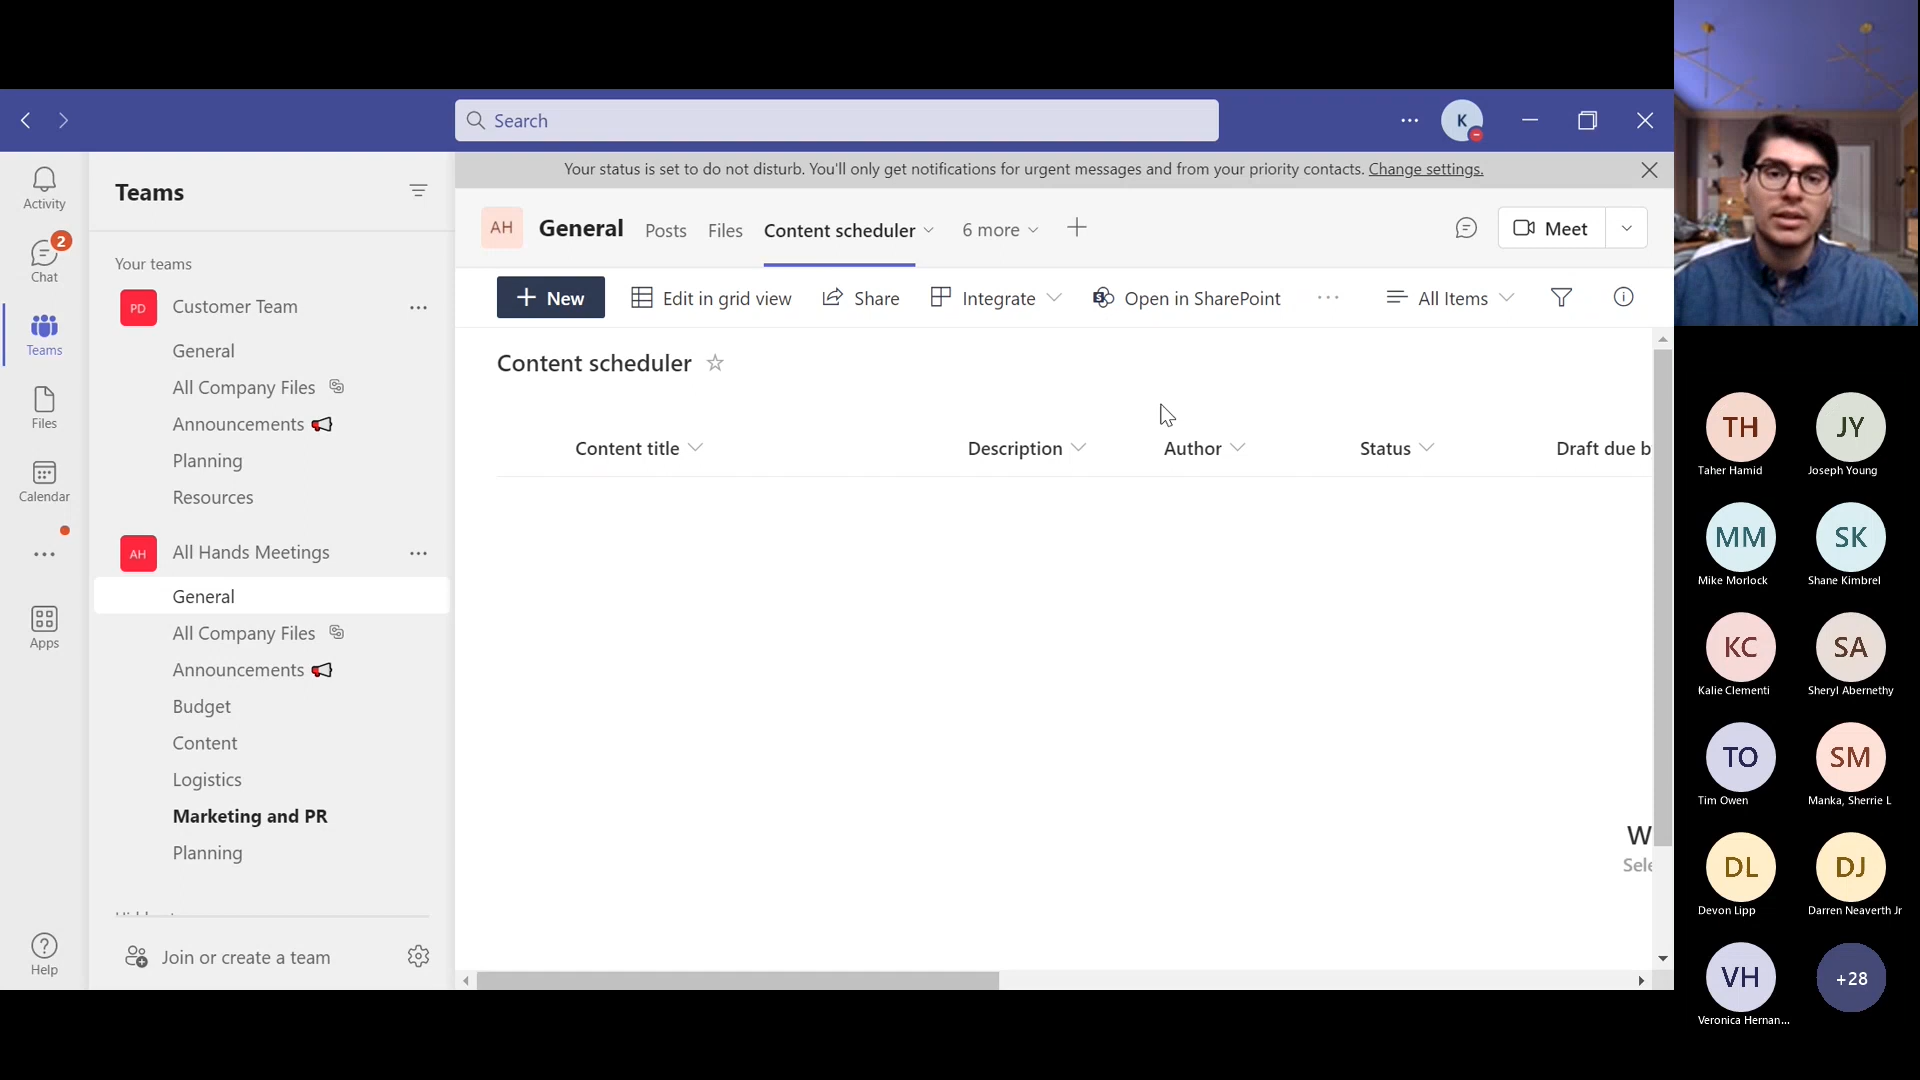 Search
K
Your status is set to do not disturb. You'll only get notifications for urgent messages and from your priority contacts. Change settings.
Activity
2
Chat
Teams
Files
Calendar
Apps
Help
Teams
Your teams
PD Customer Team
General
All Company Files
Announcements
Planning
Resources
AH All Hands Meetings
General
All Company Files
Announcements
Budget
Content
Logistics
Marketing and PR
Planning
Join or create a team
AH General Posts Files Content scheduler 6 more
Meet
New Edit in grid view Share Integrate Open in SharePoint All Items
Content scheduler
Content title Description Author Status Draft due b
W
Sele
TH JY
Taher Hamid Joseph Young
MM SK
Mike Morlock Shane Kimbrel
KC SA
Kalie Clementi Sheryl Abernethy
TO SM
Tim Owen Manka, Sherrie L
DL DJ
Devon Lipp Darren Neaverth Jr
VH +28
Veronica Hernan...